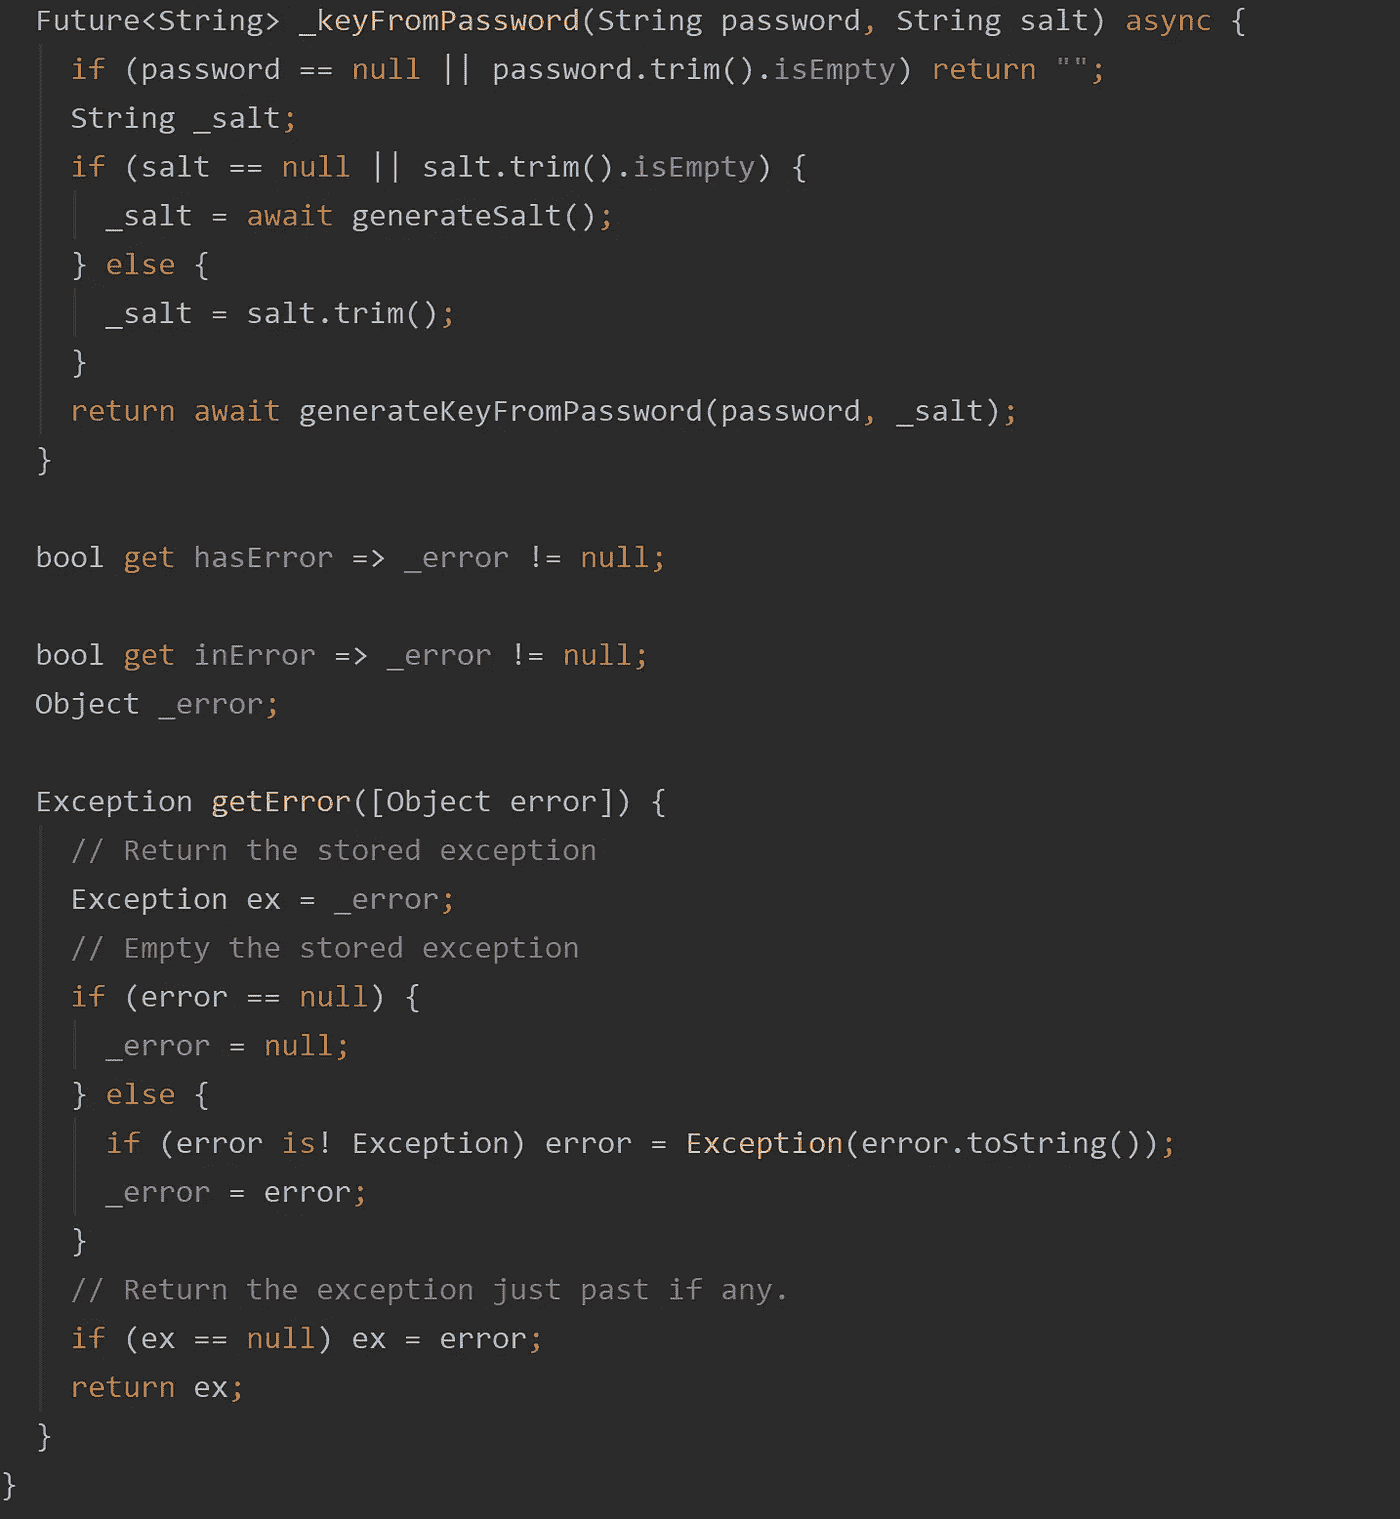 Future<String> _keyFromPassword(String password, String salt) async {
if (password == null || password.trim().isEmpty) return "";
String _salt;
if (salt == null || salt.trim().isEmpty) {
_salt = await generateSalt();
} else {
_salt = salt.trim();
}
return await generateKeyFromPassword(password, _salt);
}
bool get hasError => _error != null;
bool get inError => _error != null;
Object _error;
Exception getError([Object error]) {
// Return the stored exception
Exception ex = _error;
// Empty the stored exception
if (error == null) {
_error = null;
} else {
if (error is! Exception) error = Exception(error.toString());
_error = error;
}
// Return the exception just past if any.
if (ex == null) ex = error;
return ex;
}
}